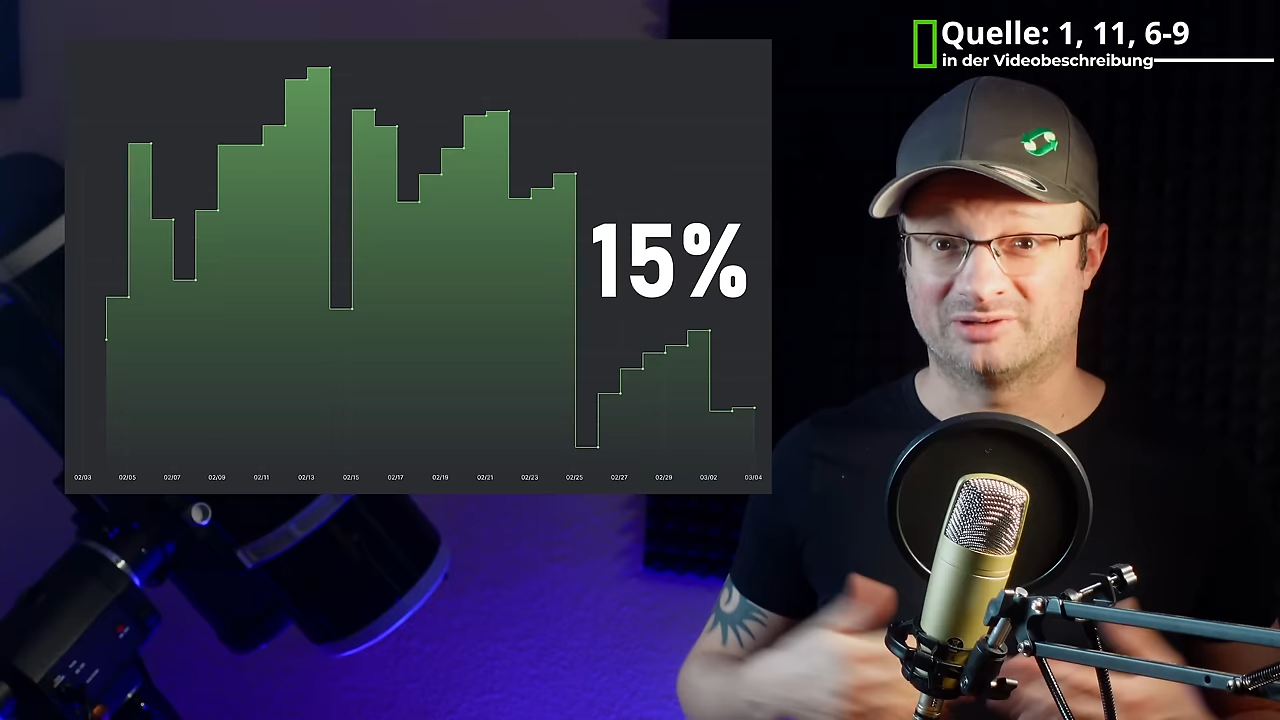 Quelle: 1, 11, 6-9
in der Videobeschreibung
15%
02/03 02/05 02/07 02/09 02/11 02/13 02/15 02/17 02/19 02/21 02/23 02/25 02/27 02/29 03/02 03/04